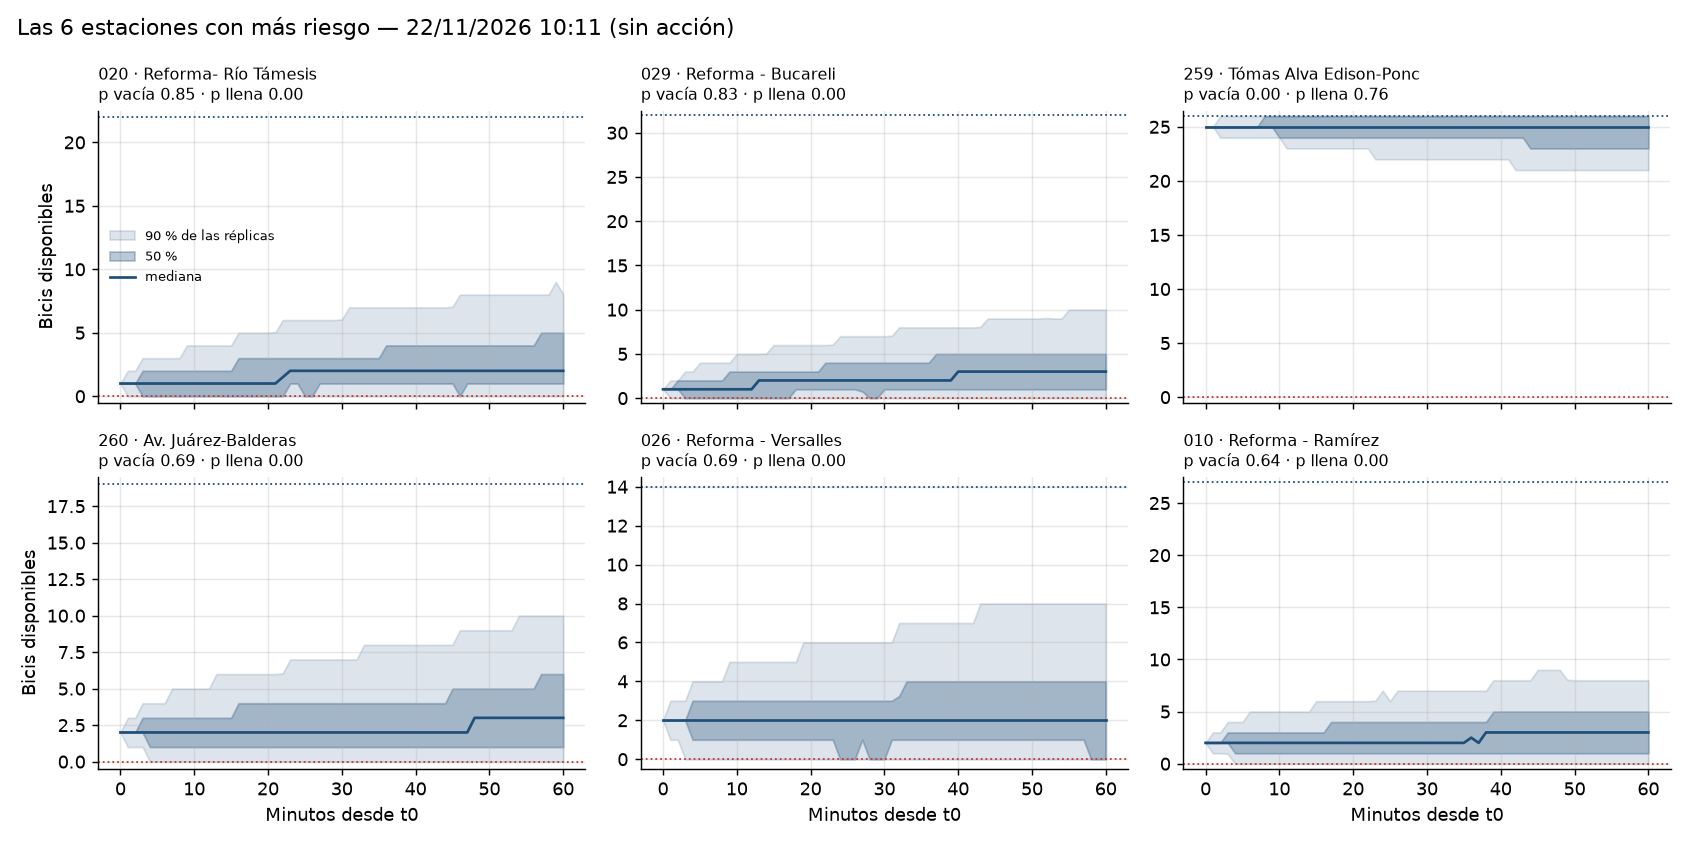 Las 6 estaciones con más riesgo — 22/11/2026 10:11 (sin acción)
020 · Reforma- Río Támesis
p vacía 0.85 · p llena 0.00
029 · Reforma - Bucareli
p vacía 0.83 · p llena 0.00
259 · Tómas Alva Edison-Ponc
p vacía 0.00 · p llena 0.76
Bicis disponibles
20
15
10
5
0
90 % de las réplicas
50 %
mediana
30
25
20
15
10
5
0
25
20
15
10
5
0
260 · Av. Juárez-Balderas
p vacía 0.69 · p llena 0.00
026 · Reforma - Versalles
p vacía 0.69 · p llena 0.00
010 · Reforma - Ramírez
p vacía 0.64 · p llena 0.00
Bicis disponibles
17.5
15.0
12.5
10.0
7.5
5.0
2.5
0.0
14
12
10
8
6
4
2
0
25
20
15
10
5
0
0 10 20 30 40 50 60
0 10 20 30 40 50 60
0 10 20 30 40 50 60
Minutos desde t0
Minutos desde t0
Minutos desde t0